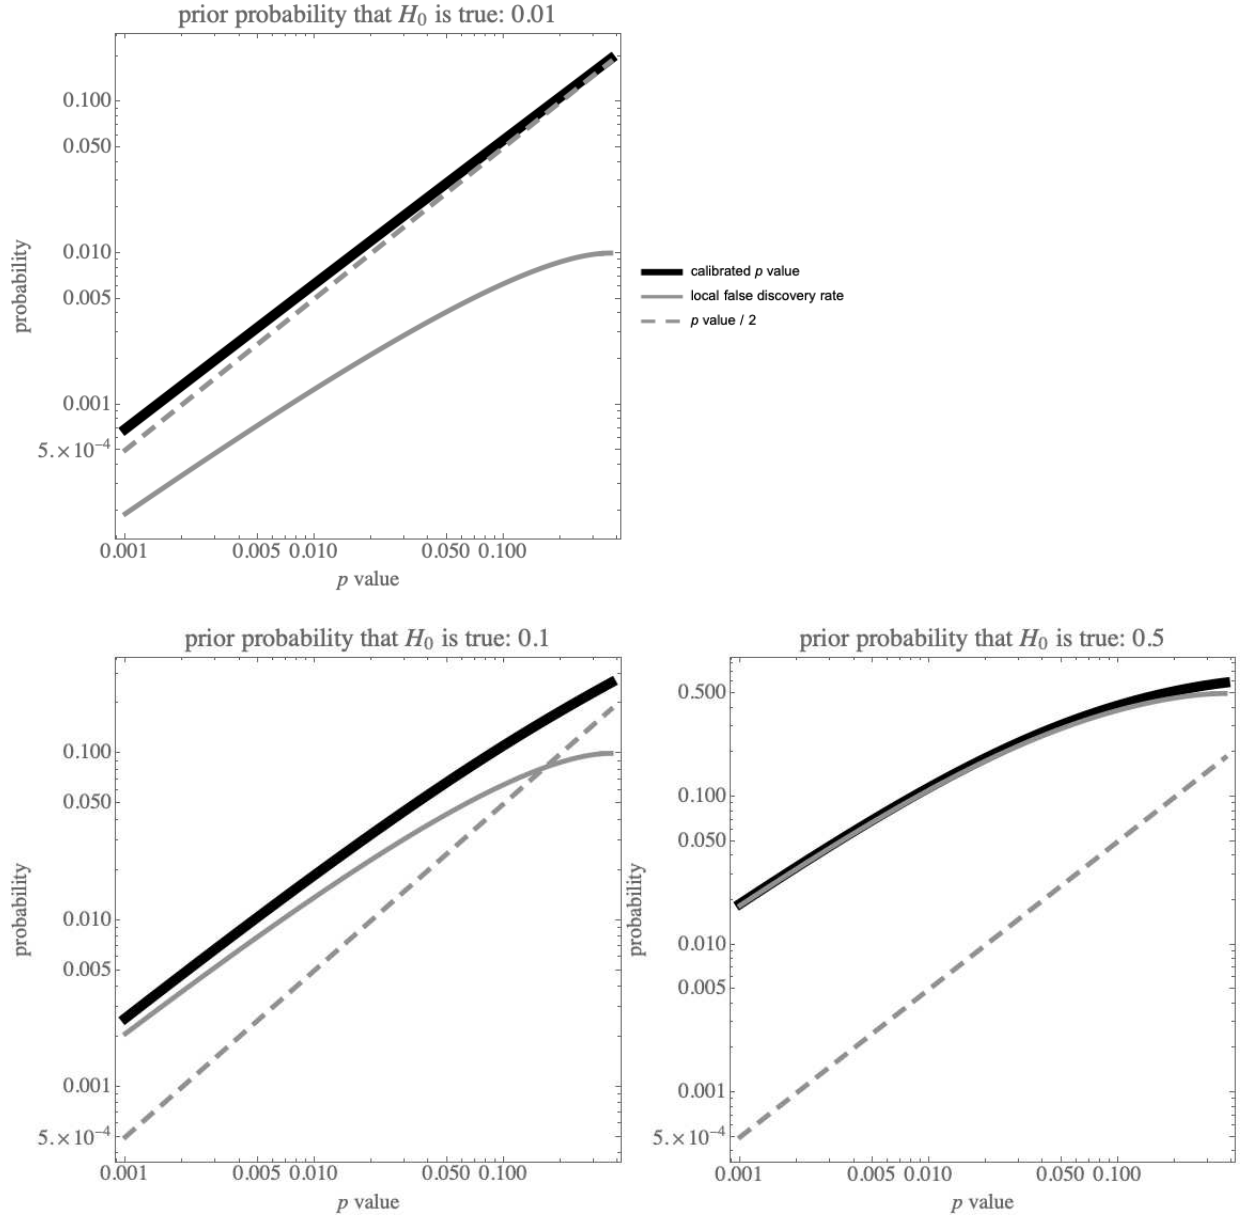 prior probability that H₀ is true: 0.01
0.100
0.050
0.010
0.005
0.001
5.×10⁻⁴
probability
0.001 0.005 0.010 0.050 0.100
p value
calibrated p value
local false discovery rate
p value / 2
prior probability that H₀ is true: 0.1
0.100
0.050
0.010
0.005
0.001
5.×10⁻⁴
probability
0.001 0.005 0.010 0.050 0.100
p value
prior probability that H₀ is true: 0.5
0.500
0.100
0.050
0.010
0.005
0.001
5.×10⁻⁴
probability
0.001 0.005 0.010 0.050 0.100
p value